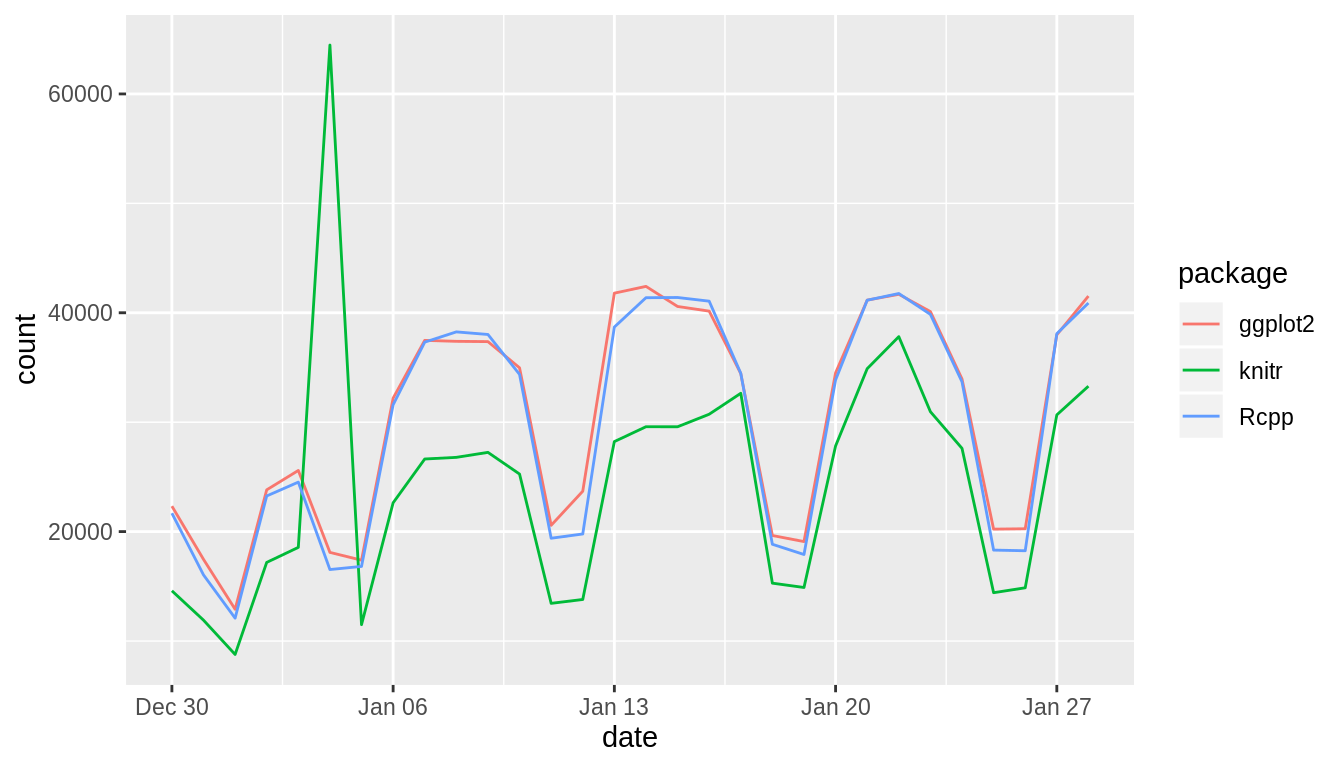 60000
40000
20000
count
Dec 30
Jan 06
Jan 13
Jan 20
Jan 27
date
package
ggplot2
knitr
Rcpp